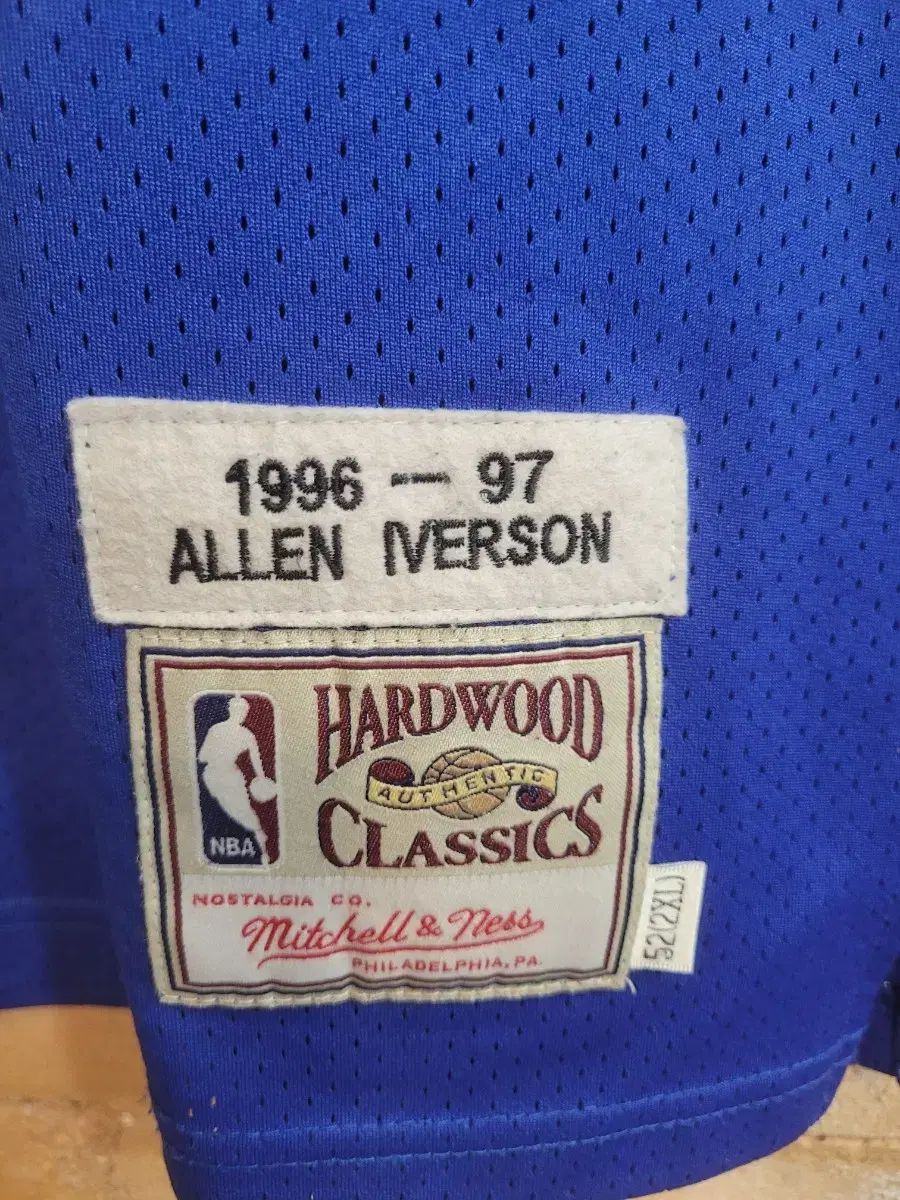 1996 — 97
ALLEN IVERSON
HARDWOOD
AUTHENTIC
CLASSICS
NBA
NOSTALGIA CO.
Mitchell & Ness
PHILADELPHIA, PA.
52(2XL)